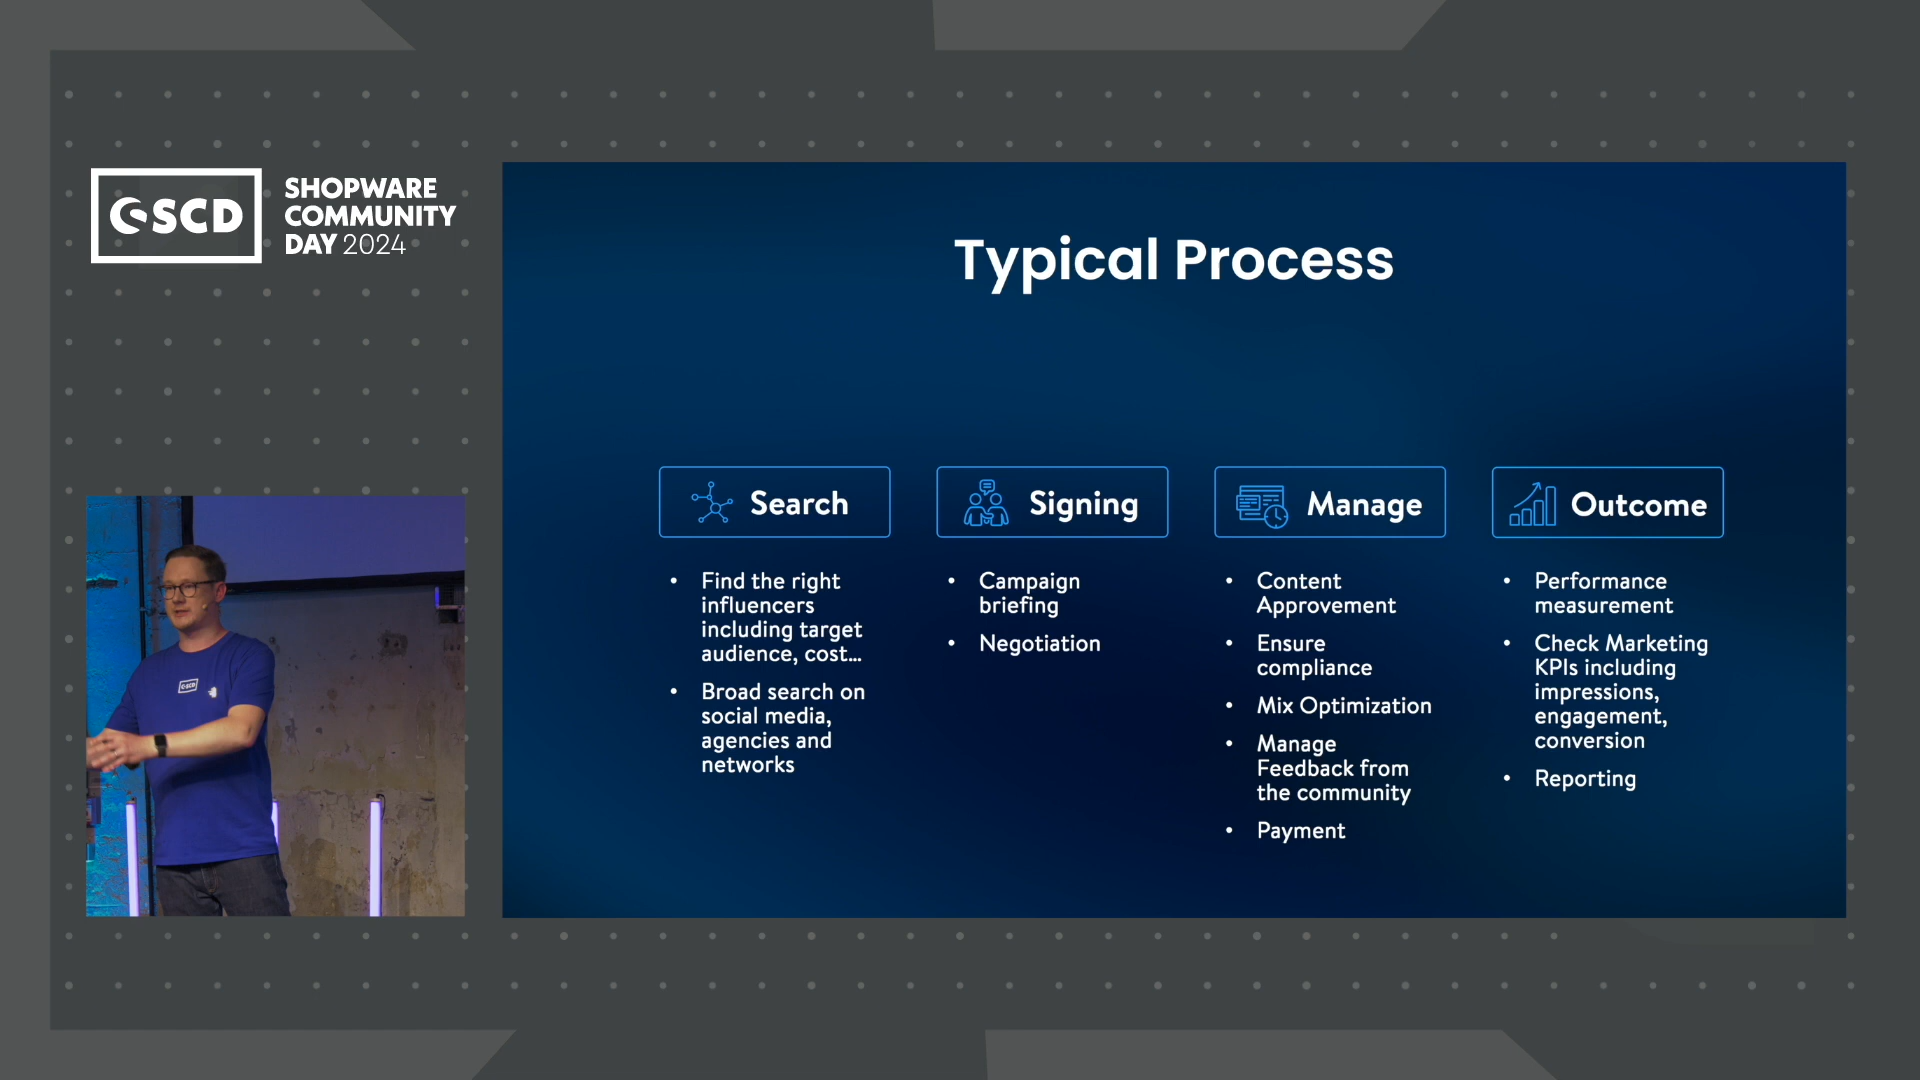 SCD
SHOPWARE
COMMUNITY
DAY 2024
Typical Process
Search
• Find the right
influencers
including target
audience, cost...
• Broad search on
social media,
agencies and
networks
Signing
• Campaign
briefing
• Negotiation
Manage
• Content
Approvement
• Ensure
compliance
• Mix Optimization
• Manage
Feedback from
the community
• Payment
Outcome
• Performance
measurement
• Check Marketing
KPIs including
impressions,
engagement,
conversion
• Reporting
SCD